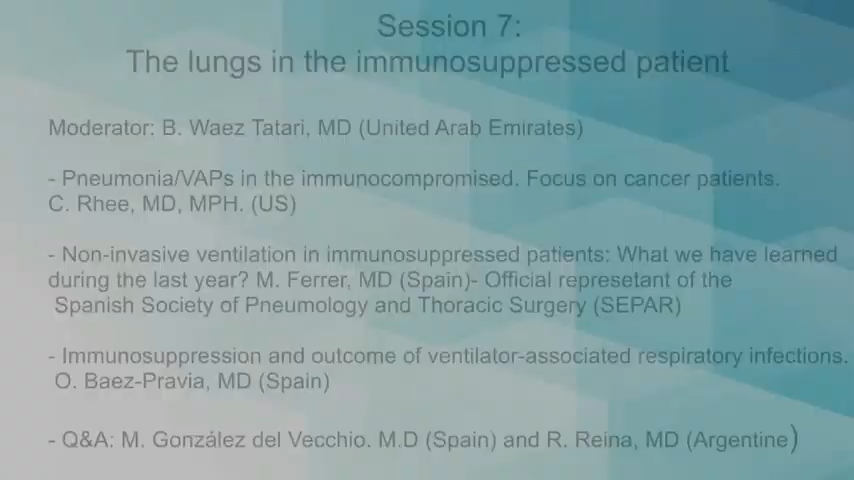 Session 7:
The lungs in the immunosuppressed patient
Moderator: B. Waez Tatari, MD (United Arab Emirates)
- Pneumonia/VAPs in the immunocompromised. Focus on cancer patients.
C. Rhee, MD, MPH. (US)
- Non-invasive ventilation in immunosuppressed patients: What we have learned
during the last year? M. Ferrer, MD (Spain)- Official represetant of the
Spanish Society of Pneumology and Thoracic Surgery (SEPAR)
- Immunosuppression and outcome of ventilator-associated respiratory infections.
O. Baez-Pravia, MD (Spain)
- Q&A: M. González del Vecchio. M.D (Spain) and R. Reina, MD (Argentine)